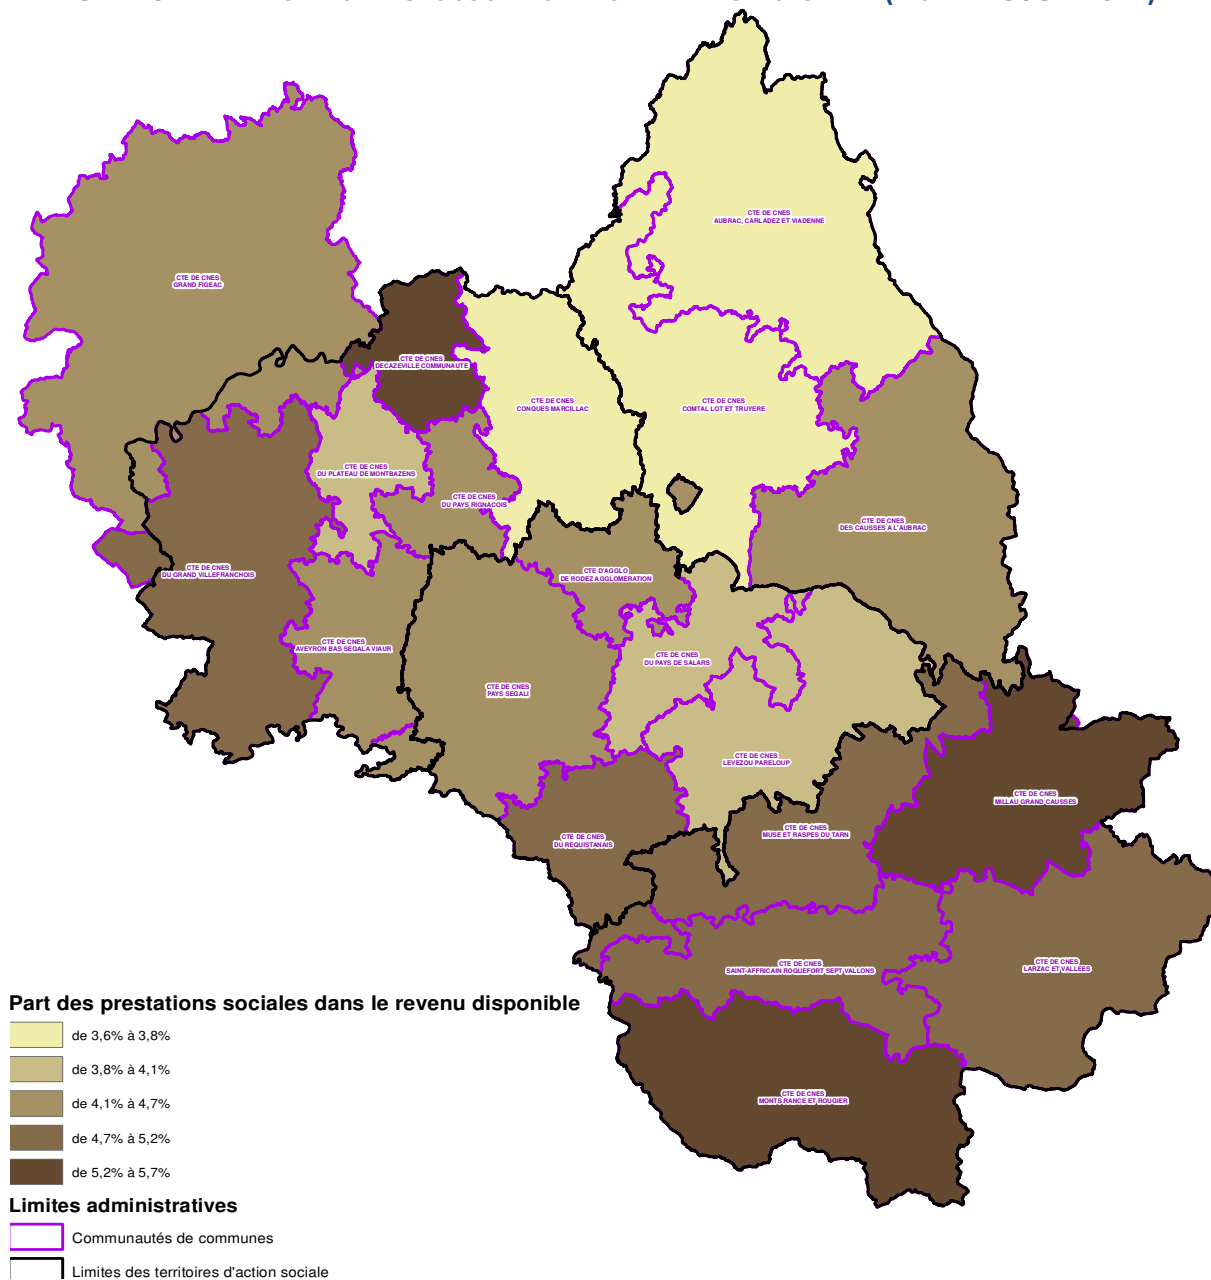 CTE DE CNES
AUBRAC, CARLADEZ ET VIADENNE
CTE DE CNES
GRAND FIGEAC
CTE DE CNES
DECAZEVILLE COMMUNAUTE
CTE DE CNES
CONQUES MARCILLAC
CTE DE CNES
COMTAL LOT ET TRUYERE
CTE DE CNES
DU PLATEAU DE MONTBAZENS
CTE DE CNES
DU PAYS RIGNACOIS
CTE DE CNES
DES CAUSSES A L'AUBRAC
CTE DE CNES
DU GRAND VILLEFRANCHOIS
CTE D'AGGLO
DE RODEZ AGGLOMERATION
CTE DE CNES
AVEYRON BAS SEGALA VIAUR
CTE DE CNES
DU PAYS DE SALARS
CTE DE CNES
PAYS SEGALI
CTE DE CNES
LEVEZOU PARELOUP
CTE DE CNES
MILLAU GRAND CAUSSES
CTE DE CNES
MUSE ET RASPES DU TARN
CTE DE CNES
DU REQUISTANAIS
CTE DE CNES
SAINT-AFFRICAIN ROQUEFORT SEPT VALLONS
CTE DE CNES
LARZAC ET VALLEES
CTE DE CNES
MONTS RANCE ET ROUGIER
Part des prestations sociales dans le revenu disponible
de 3,6% à 3,8%
de 3,8% à 4,1%
de 4,1% à 4,7%
de 4,7% à 5,2%
de 5,2% à 5,7%
Limites administratives
Communautés de communes
Limites des territoires d'action sociale